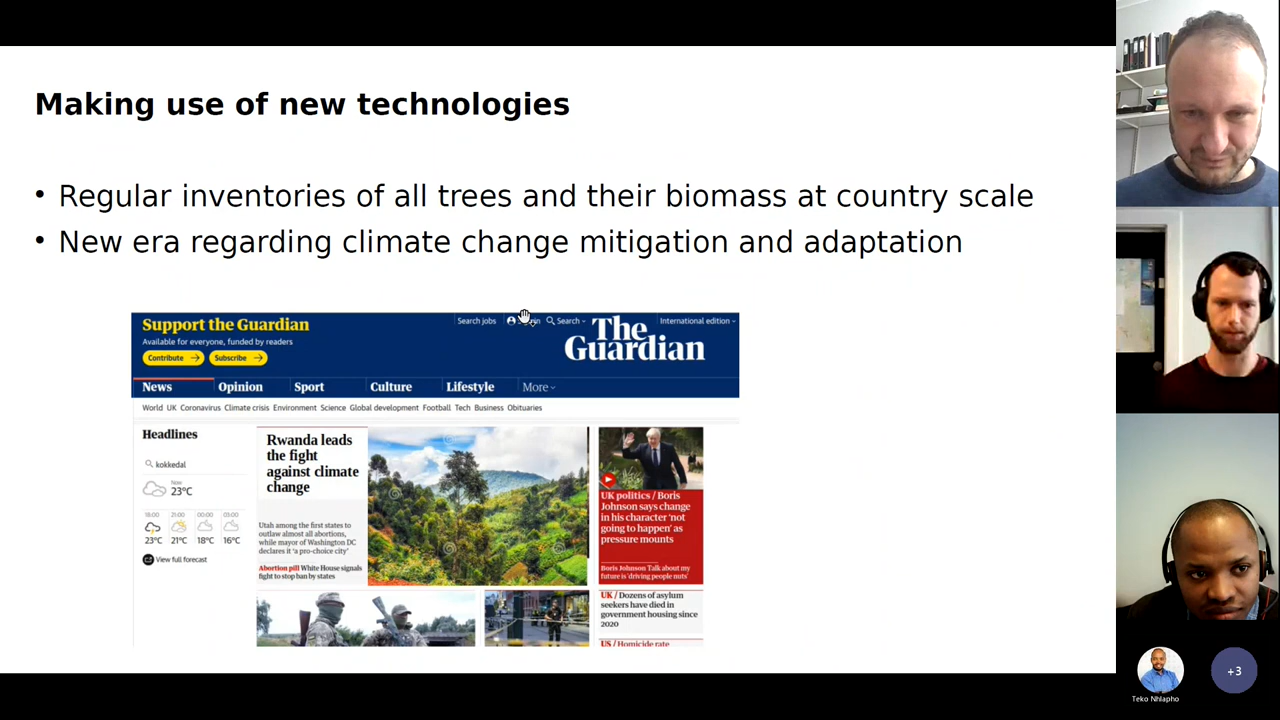 Making use of new technologies
• Regular inventories of all trees and their biomass at country scale
• New era regarding climate change mitigation and adaptation
Support the Guardian
Available for everyone, funded by readers
Contribute →
Subscribe →
Search jobs
Search
International edition
The
Guardian
News
Opinion
Sport
Culture
Lifestyle
More
World UK Coronavirus Climate crisis Environment Science Global development Football Tech Business Obituaries
Headlines
kokkedal
Now
23°C
18:00 21:00 00:00 03:00
23°C 21°C 18°C 16°C
View full forecast
Rwanda leads
the fight
against climate
change
Utah among the first states to
outlaw almost all abortions,
while mayor of Washington DC
declares it 'a pro-choice city'
Abortion pill White House signals
fight to stop ban by states
UK politics / Boris
Johnson says change
in his character 'not
going to happen' as
pressure mounts
Boris Johnson Talk about my
future is 'driving people nuts'
UK / Dozens of asylum
seekers have died in
government housing since
2020
US / Homicide rate
Teko Nhlapho
+3